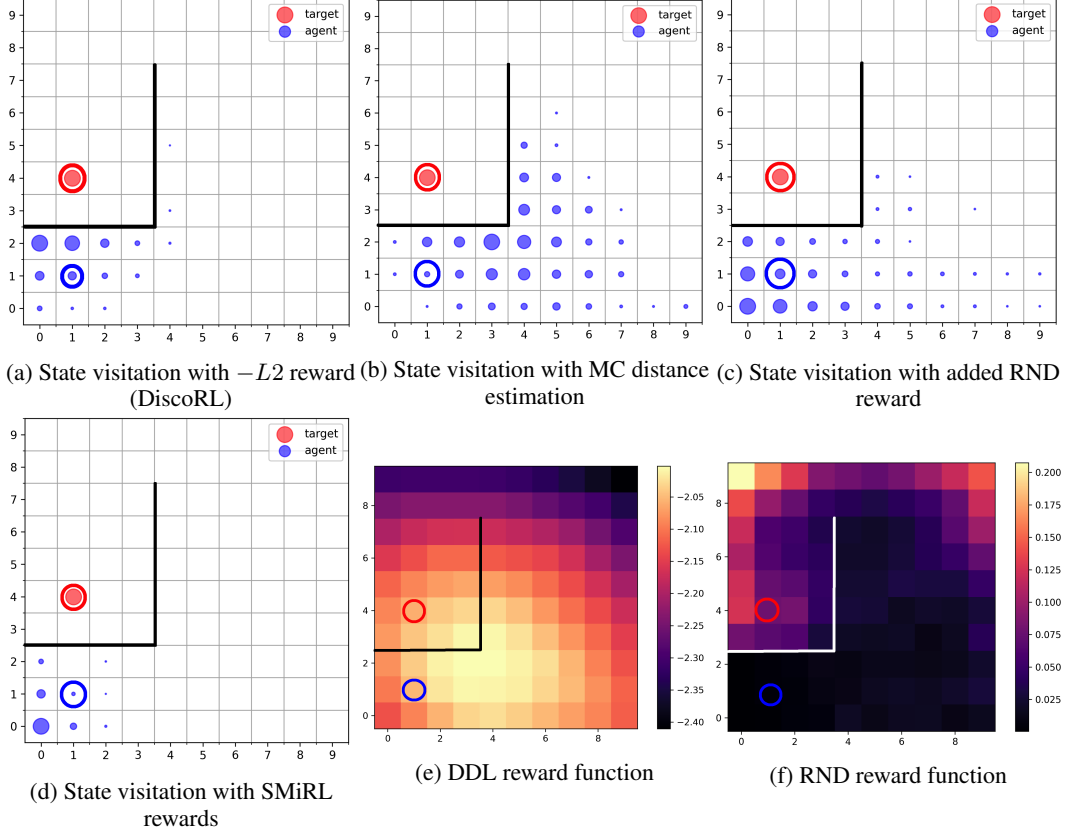 target
agent
9
8
7
6
5
4
3
2
1
0
0 1 2 3 4 5 6 7 8 9
(a) State visitation with −L2 reward
(DiscoRL)
target
agent
9
8
7
6
5
4
3
2
1
0
0 1 2 3 4 5 6 7 8 9
(b) State visitation with MC distance
estimation
target
agent
9
8
7
6
5
4
3
2
1
0
0 1 2 3 4 5 6 7 8 9
(c) State visitation with added RND
reward
target
agent
9
8
7
6
5
4
3
2
1
0
0 1 2 3 4 5 6 7 8 9
(d) State visitation with SMiRL
rewards
8
6
4
2
0
0 2 4 6 8
−2.05
−2.10
−2.15
−2.20
−2.25
−2.30
−2.35
−2.40
(e) DDL reward function
8
6
4
2
0
0 2 4 6 8
0.200
0.175
0.150
0.125
0.100
0.075
0.050
0.025
(f) RND reward function